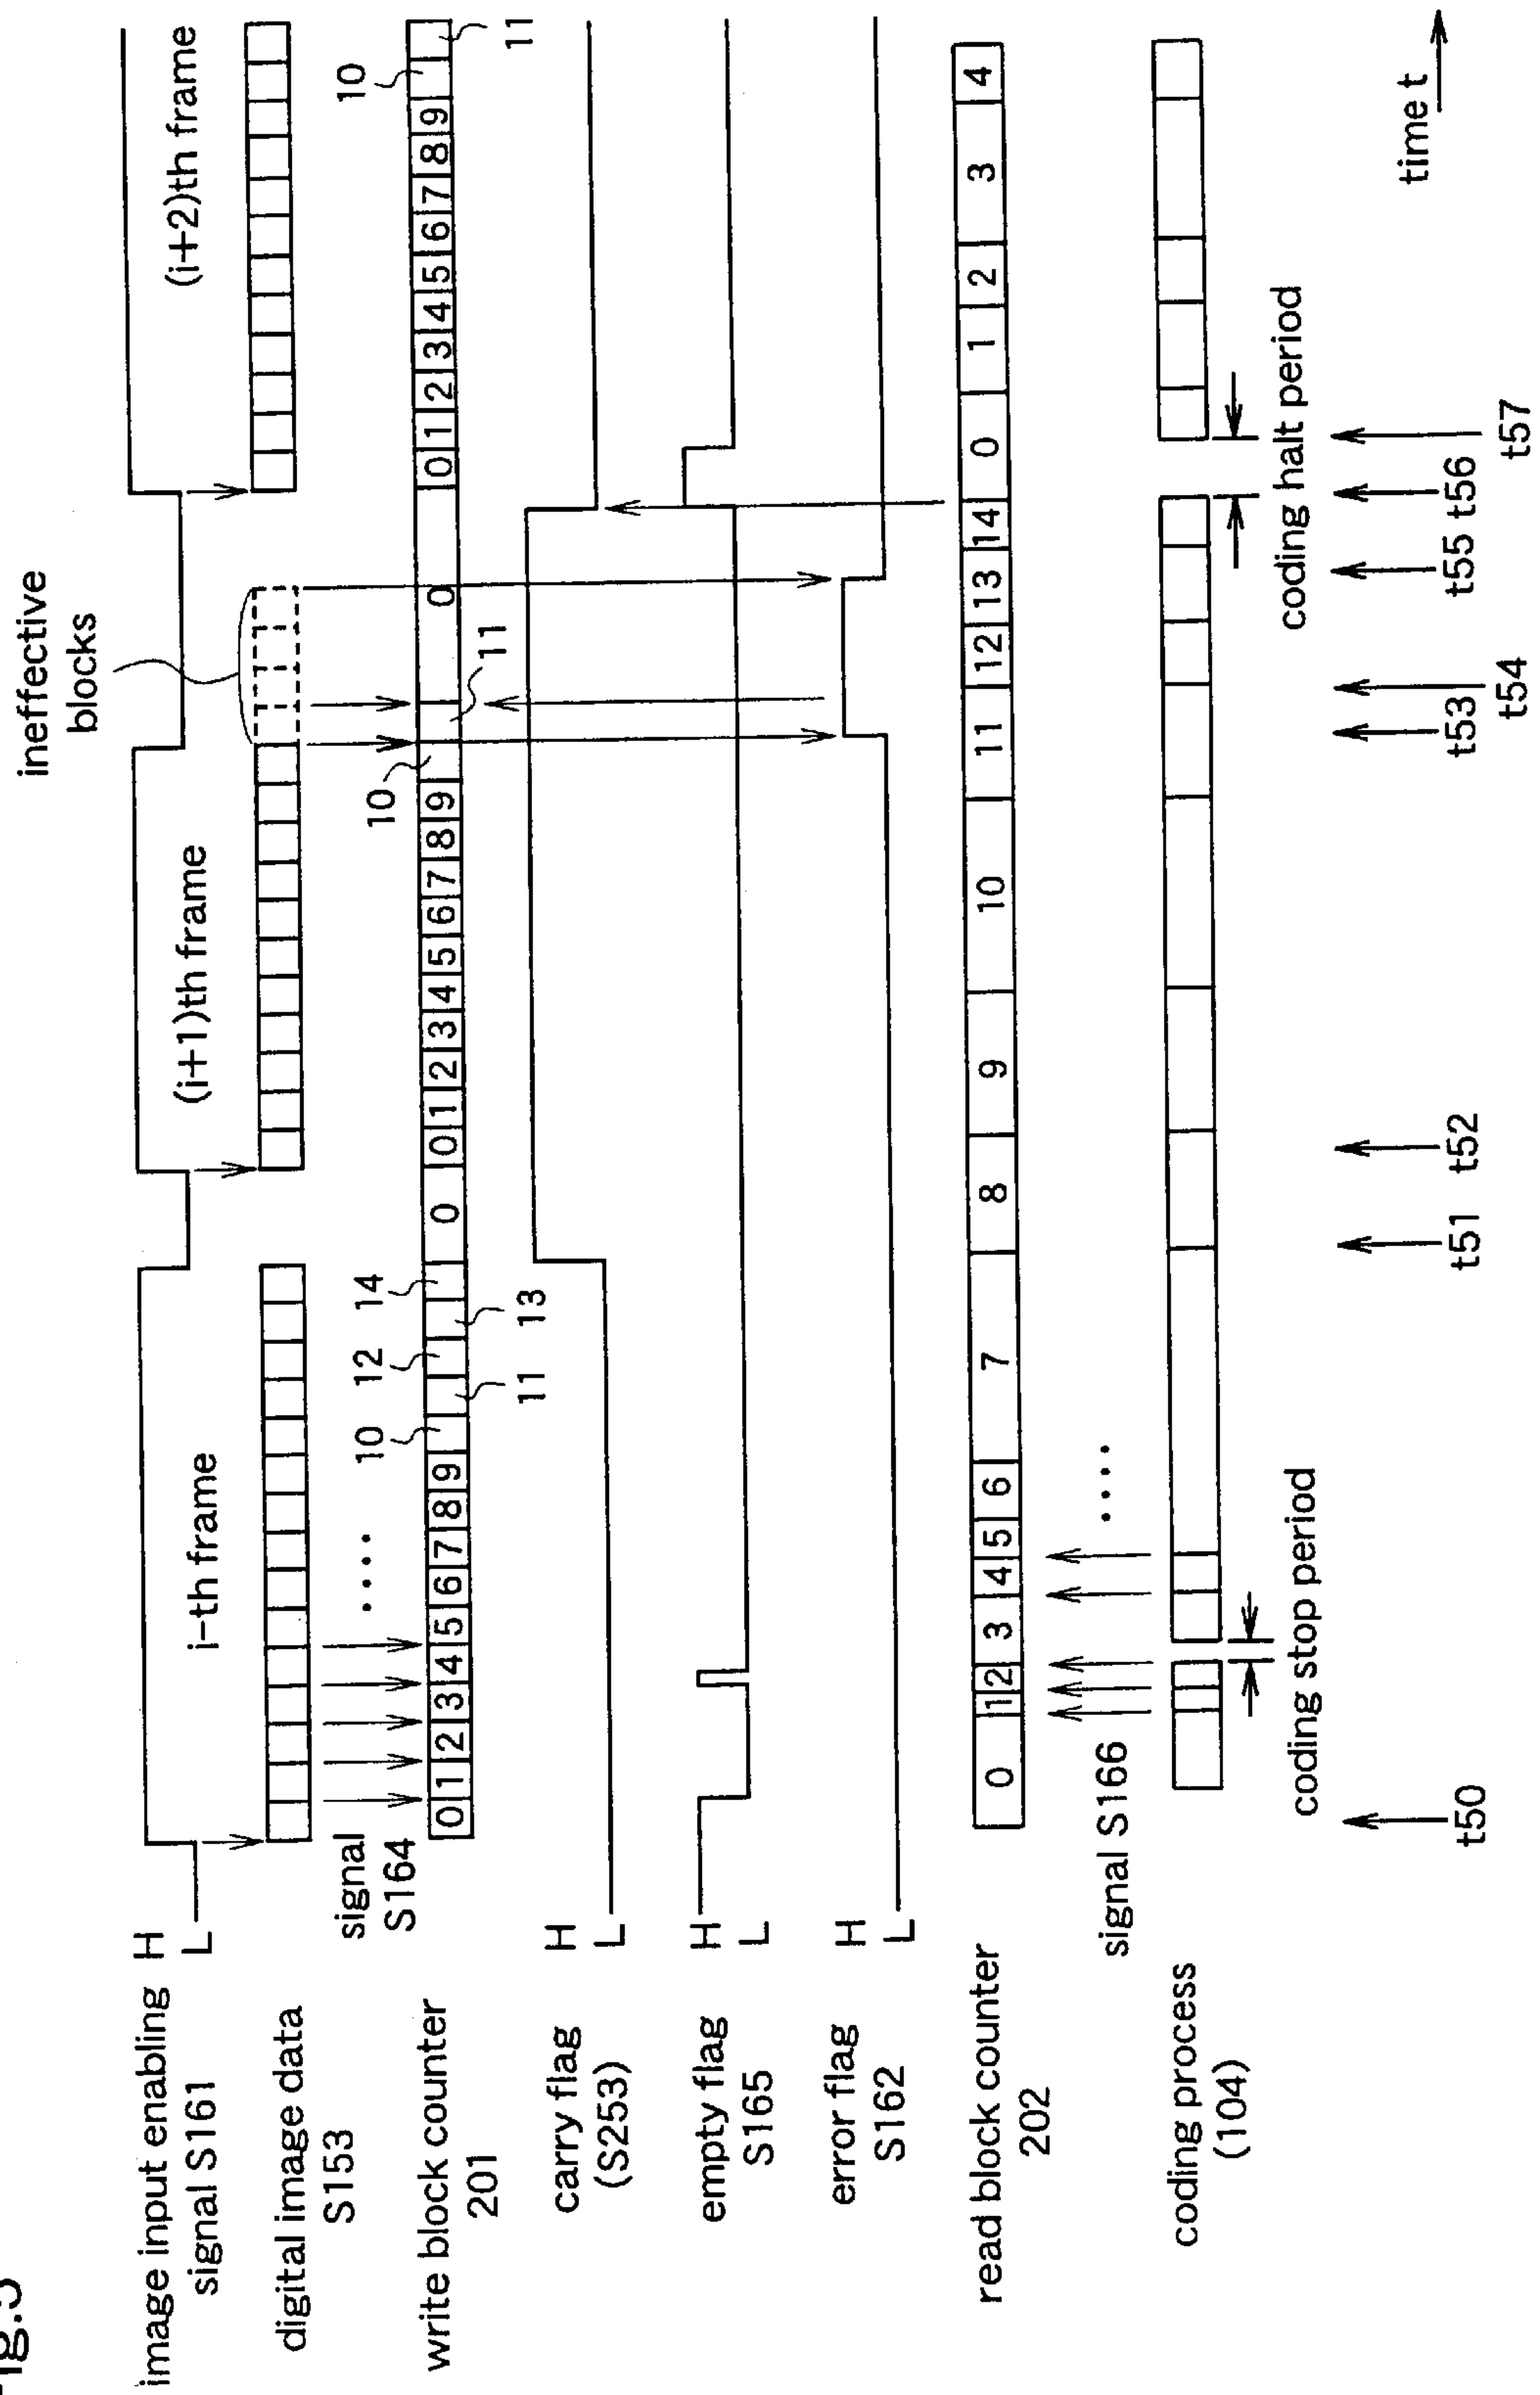 Fig.5
ineffective
blocks
image input enabling
signal S161
H
L
i-th frame
(i+1)th frame
(i+2)th frame
digital image data
S153
signal
S164
....
10
11
12
13
14
10
11
10
11
write block counter
201
0 1 2 3 4 5 6 7 8 9
0
0 1 2 3 4 5 6 7 8 9
0
0 1 2 3 4 5 6 7 8 9
carry flag
(S253)
H
L
empty flag
S165
H
L
error flag
S162
H
L
read block counter
202
0 1 2 3 4 5 6 7 8 9 10 11 12 13 14 0 1 2 3 4
signal S166
....
coding process
(104)
coding stop period
coding halt period
t50
t51
t52
t53
t54
t55
t56
t57
time t